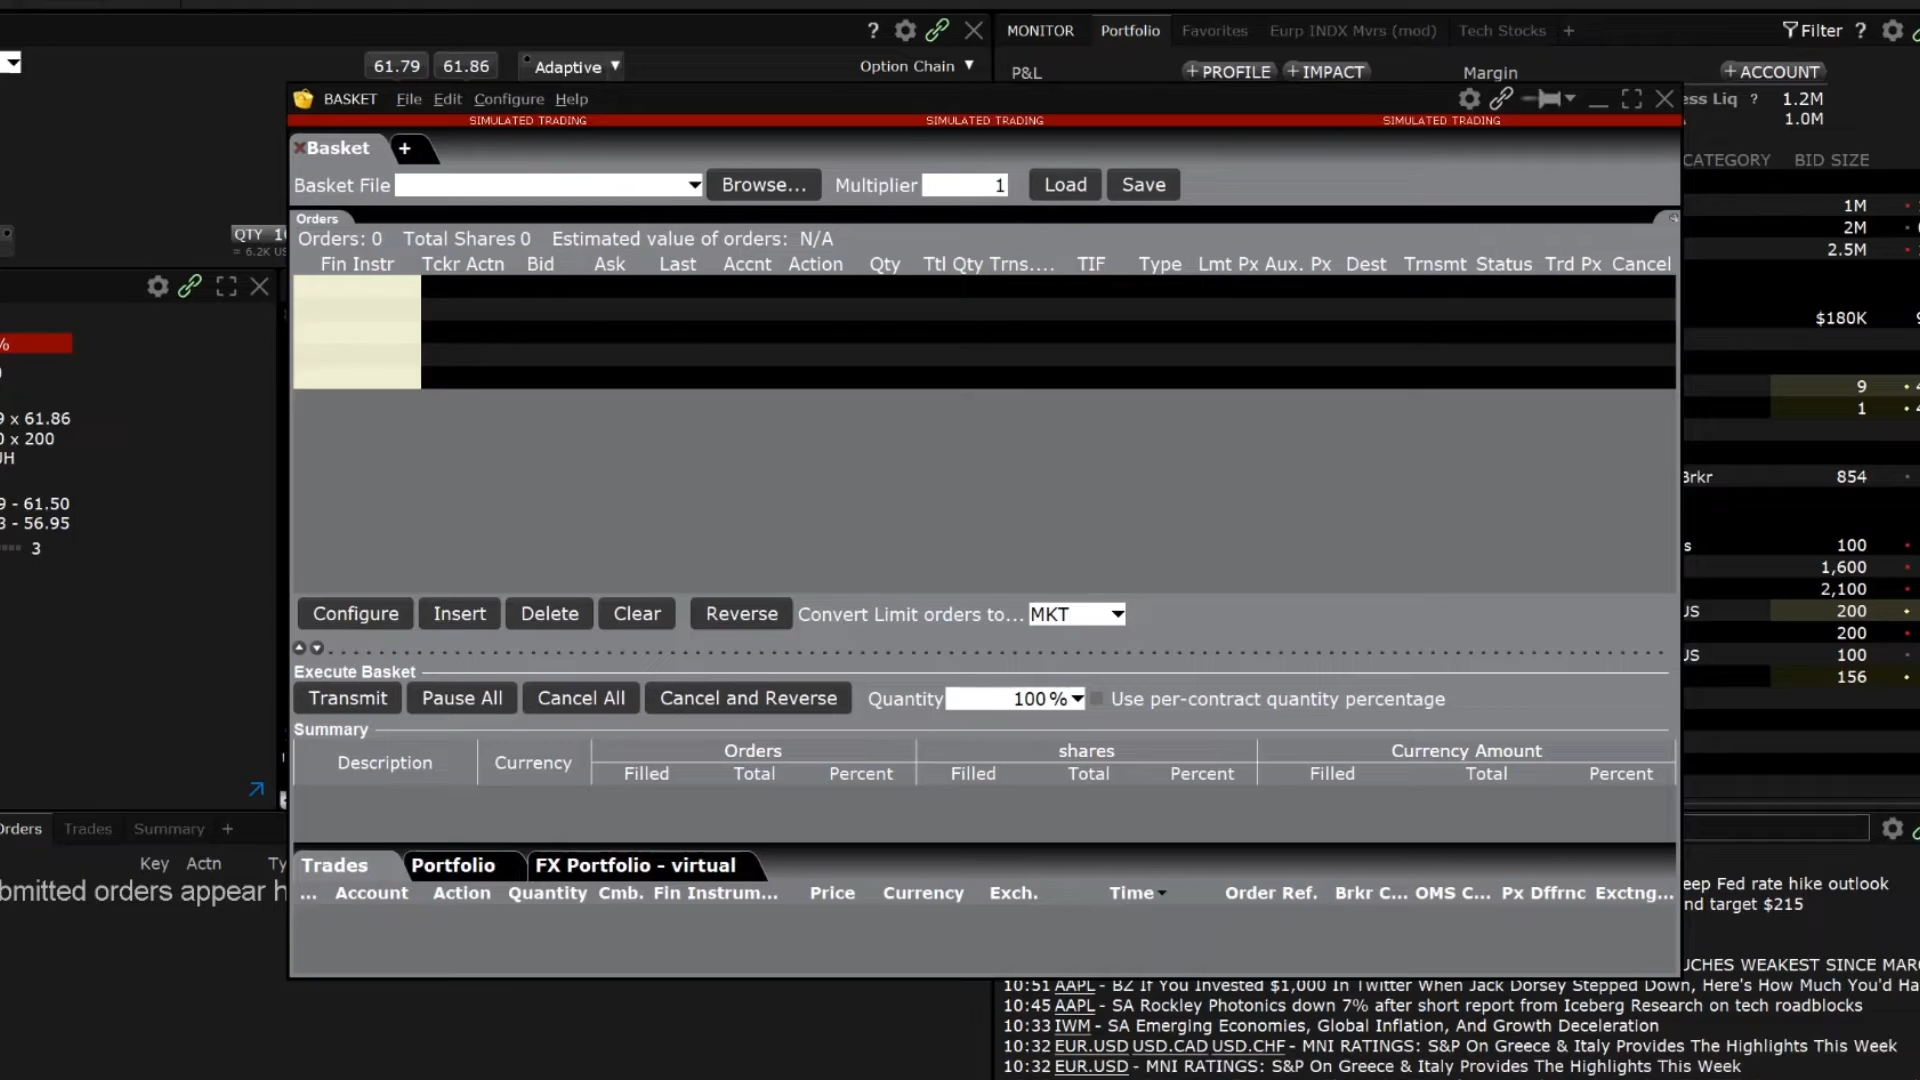 ?
MONITOR Portfolio Favorites Eurp INDX Mvrs (mod) Tech Stocks + Filter ?
61.79 61.86 Adaptive Option Chain
P&L +PROFILE +IMPACT Margin +ACCOUNT
BASKET File Edit Configure Help
ess Liq ? 1.2M
1.0M
SIMULATED TRADING SIMULATED TRADING SIMULATED TRADING
Basket +
CATEGORY BID SIZE
Basket File Browse... Multiplier 1 Load Save
1M
Orders
2M
QTY
Orders: 0 Total Shares 0 Estimated value of orders: N/A
2.5M
≈ 6.2K US
Fin Instr Tckr Actn Bid Ask Last Accnt Action Qty Ttl Qty Trns.... TIF Type Lmt Px Aux. Px Dest Trnsmt Status Trd Px Cancel
$180K
%
9
1
9 x 61.86
0 x 200
JH
Brkr 854
9 - 61.50
3 - 56.95
3
s 100
1,600
2,100
US 200
200
US 100
156
Configure Insert Delete Clear Reverse Convert Limit orders to... MKT
Execute Basket
Transmit Pause All Cancel All Cancel and Reverse Quantity 100% Use per-contract quantity percentage
Summary
Description Currency Orders shares Currency Amount
Filled Total Percent Filled Total Percent Filled Total Percent
Orders Trades Summary +
Key Actn Ty
bmitted orders appear h
Trades Portfolio FX Portfolio - virtual
... Account Action Quantity Cmb. Fin Instrum... Price Currency Exch. Time Order Ref. Brkr C... OMS C... Px Dffrnc Exctng...
eep Fed rate hike outlook
nd target $215
UCHES WEAKEST SINCE MAR
10:51 AAPL - BZ If You Invested $1,000 In Twitter When Jack Dorsey Stepped Down, Here's How Much You'd Ha
10:45 AAPL - SA Rockley Photonics down 7% after short report from Iceberg Research on tech roadblocks
10:33 IWM - SA Emerging Economies, Global Inflation, And Growth Deceleration
10:32 EUR.USD USD.CAD USD.CHF - MNI RATINGS: S&P On Greece & Italy Provides The Highlights This Week
10:32 EUR.USD - MNI RATINGS: S&P On Greece & Italy Provides The Highlights This Week